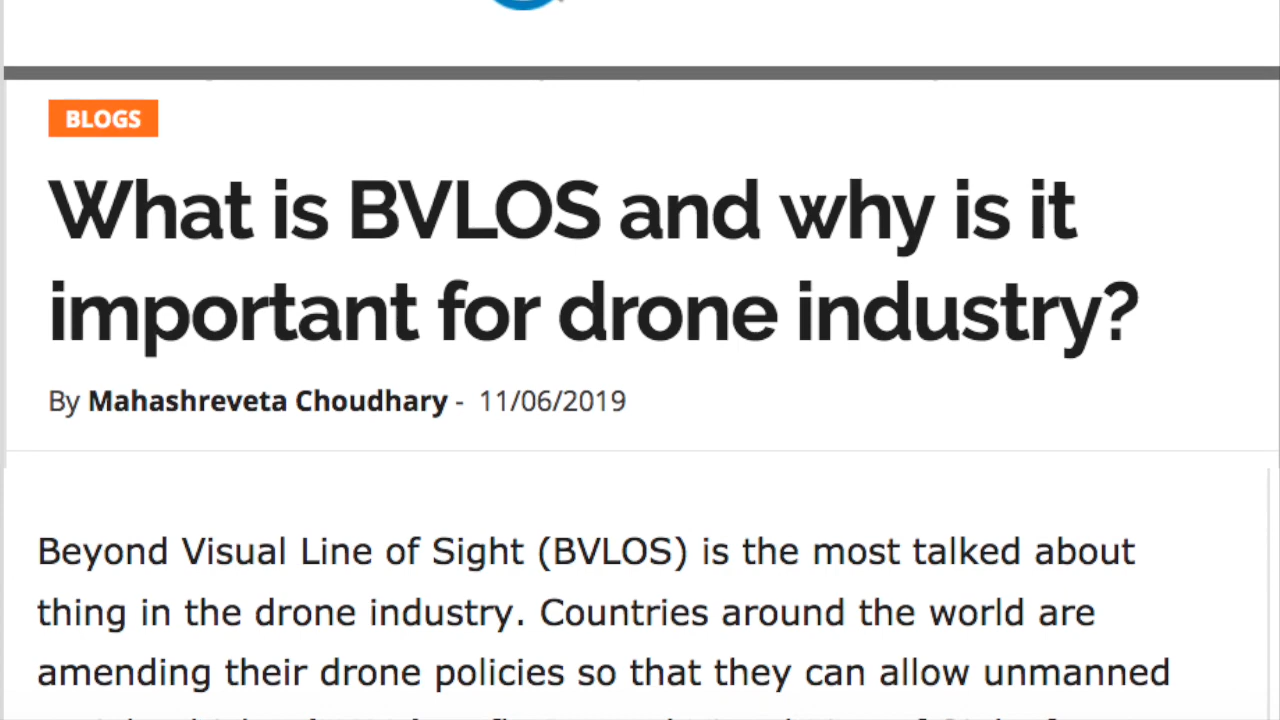 BLOGS
What is BVLOS and why is it
important for drone industry?
By Mahashreveta Choudhary - 11/06/2019
Beyond Visual Line of Sight (BVLOS) is the most talked about
thing in the drone industry. Countries around the world are
amending their drone policies so that they can allow unmanned